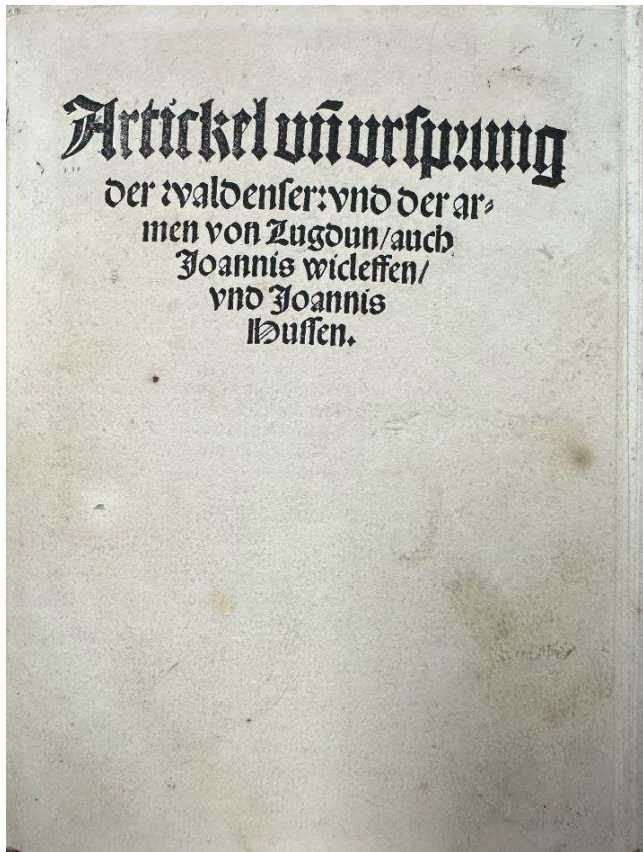 Artickel vñ vrsprung
der waldenser: vnd der ar⸗
men von Lugdun/auch
Joannis wicleffen/
vnd Joannis
Hussen.